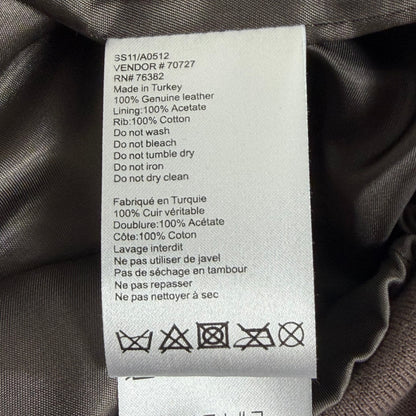 SS11/A0512
VENDOR # 70727
RN# 76382
Made in Turkey
100% Genuine leather
Lining:100% Acetate
Rib:100% Cotton
Do not wash
Do not bleach
Do not tumble dry
Do not iron
Do not dry clean
Fabriqué en Turquie
100% Cuir véritable
Doublure:100% Acétate
Côte:100% Coton
Lavage interdit
Ne pas utiliser de javel
Pas de séchage en tambour
Ne pas repasser
Ne pas nettoyer à sec